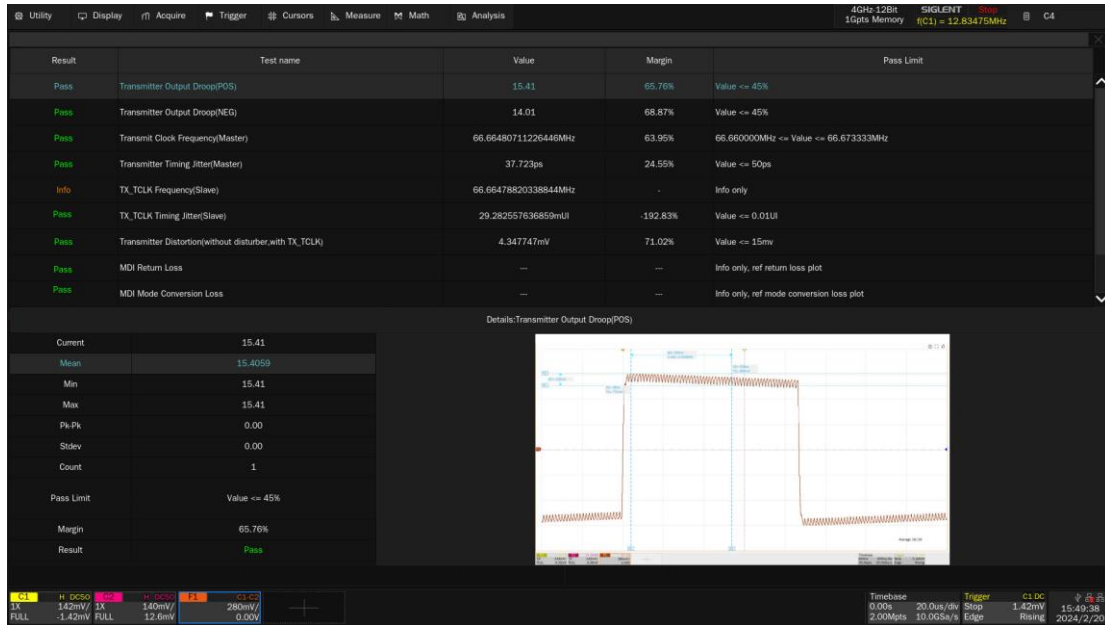 Utility Display Acquire Trigger Cursors Measure Math Analysis 4GHz 12Bit SIGLENT Stop C4
1Gpts Memory f(C1) = 12.83475MHz
Result Test name Value Margin Pass Limit
Pass Transmitter Output Droop(POS) 15.41 65.76% Value <= 45%
Pass Transmitter Output Droop(NEG) 14.01 68.87% Value <= 45%
Pass Transmit Clock Frequency(Master) 66.66480711226446MHz 63.95% 66.660000MHz <= Value <= 66.673333MHz
Pass Transmitter Timing Jitter(Master) 37.723ps 24.55% Value <= 50ps
Info TX_TCLK Frequency(Slave) 66.66478820338844MHz - Info only
Pass TX_TCLK Timing Jitter(Slave) 29.282557636859mUI -192.83% Value <= 0.01UI
Pass Transmitter Distortion(without disturber,with TX_TCLK) 4.347747mV 71.02% Value <= 15mv
Pass MDI Return Loss --- --- Info only, ref return loss plot
Pass MDI Mode Conversion Loss --- --- Info only, ref mode conversion loss plot
Details:Transmitter Output Droop(POS)
Current 15.41
Mean 15.4059
Min 15.41
Max 15.41
Pk-Pk 0.00
Stdev 0.00
Count 1
Pass Limit Value <= 45%
Margin 65.76%
Result Pass
C1 H DC50 C2 H DC50 F1 C1-C2 Timebase Trigger C1 DC
1X 142mV/ 1X 140mV/ 280mV/ 0.00s 20.0us/div Stop 1.42mV 15:49:38
FULL -1.42mV FULL 12.6mV 0.00V 2.00Mpts 10.0GSa/s Edge Rising 2024/2/20